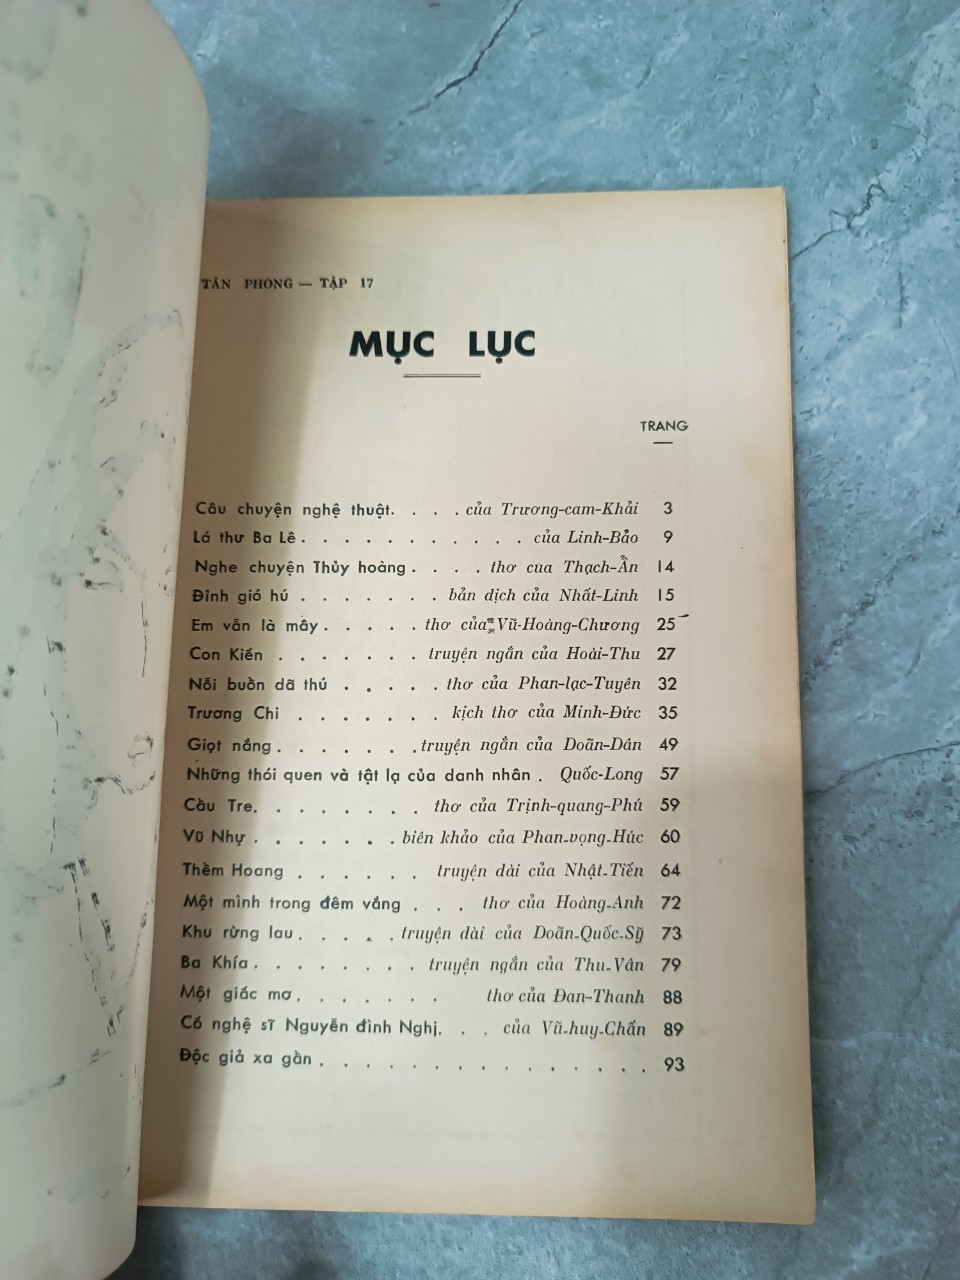 TÂN PHONG — TẬP 17
MỤC LỤC
TRANG
Câu chuyện nghệ thuật. . . . của Trương-cam-Khải 3
Lá thư Ba Lê . . . . . . . . . . . của Linh-Bảo 9
Nghe chuyện Thủy hoàng . . . . thơ của Thạch-Ẩn 14
Đỉnh gió hú . . . . . . . bản dịch của Nhất-Linh 15
Em vẫn là mây . . . . . thơ của Vũ-Hoàng-Chương 25
Con Kiến . . . . . . . truyện ngắn của Hoài-Thu 27
Nỗi buồn dã thú . . . . . thơ của Phan-lạc-Tuyên 32
Trương Chi . . . . . . . kịch thơ của Minh-Đức 35
Giọt nắng . . . . . . . truyện ngắn của Doãn-Dân 49
Những thói quen và tật lạ của danh nhân . Quốc-Long 57
Cầu Tre. . . . . . . . thơ của Trịnh-quang-Phú 59
Vũ Như . . . . . . . biên khảo của Phan-vọng-Húc 60
Thềm Hoang . . . . . . truyện dài của Nhật-Tiến 64
Một mình trong đêm vắng . . . thơ của Hoàng-Anh 72
Khu rừng lau . . . . . truyện dài của Doãn-Quốc-Sỹ 73
Ba Khía . . . . . . . . truyện ngắn của Thu-Vân 79
Một giấc mơ . . . . . . . thơ của Đan-Thanh 88
Cố nghệ sĩ Nguyễn đình Nghị. . . của Vũ-huy-Chấn 89
Độc giả xa gần . . . . . . . . . . . . . . . 93